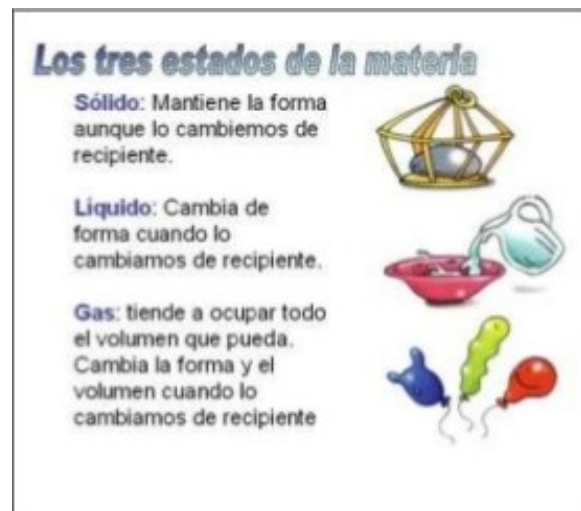 Los tres estados de la materia
Sólido: Mantiene la forma
aunque lo cambiemos de
recipiente.
Líquido: Cambia de
forma cuando lo
cambiamos de recipiente.
Gas: tiende a ocupar todo
el volumen que pueda.
Cambia la forma y el
volumen cuando lo
cambiamos de recipiente